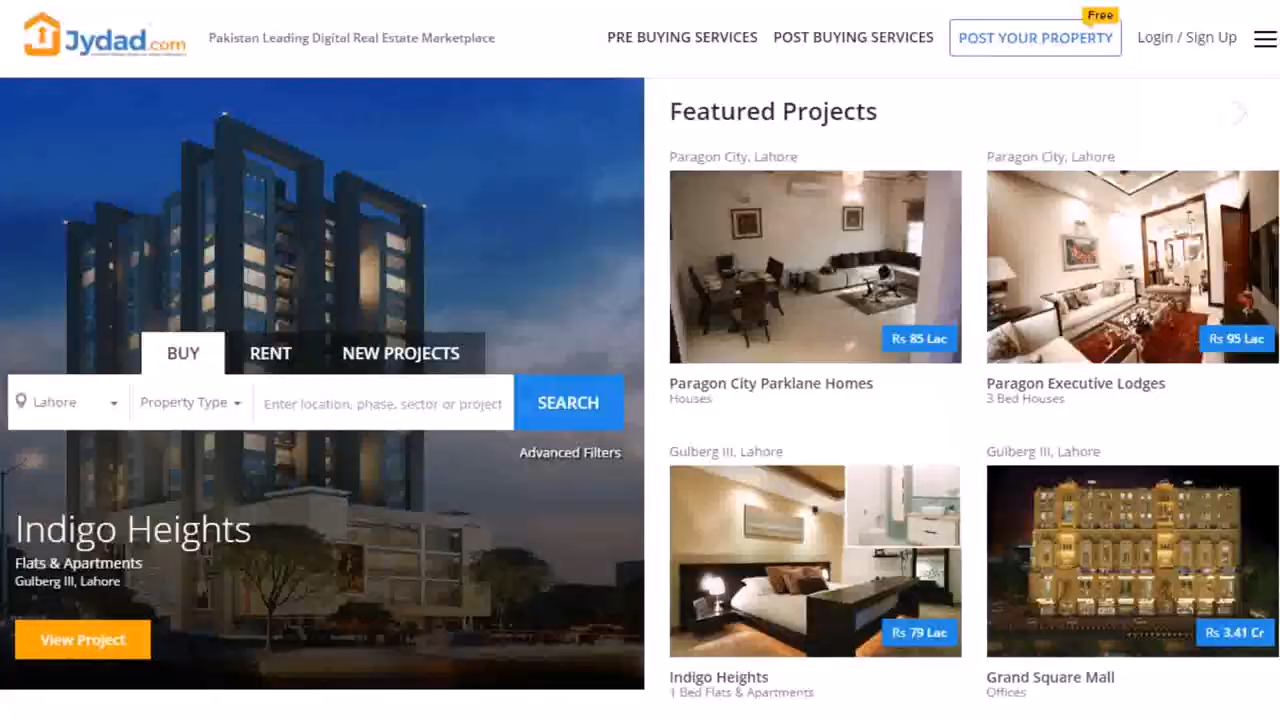 Jydad.com
Pakistan Leading Digital Real Estate Marketplace
PRE BUYING SERVICES
POST BUYING SERVICES
Free
POST YOUR PROPERTY
Login / Sign Up
BUY
RENT
NEW PROJECTS
Lahore
Property Type
Enter location, phase, sector or project
SEARCH
Advanced Filters
Indigo Heights
Flats & Apartments
Gulberg III, Lahore
View Project
Featured Projects
Paragon City, Lahore
Rs 85 Lac
Paragon City Parklane Homes
Houses
Paragon City, Lahore
Rs 95 Lac
Paragon Executive Lodges
3 Bed Houses
Gulberg III, Lahore
Rs 79 Lac
Indigo Heights
1 Bed Flats & Apartments
Gulberg III, Lahore
Rs 3.41 Cr
Grand Square Mall
Offices